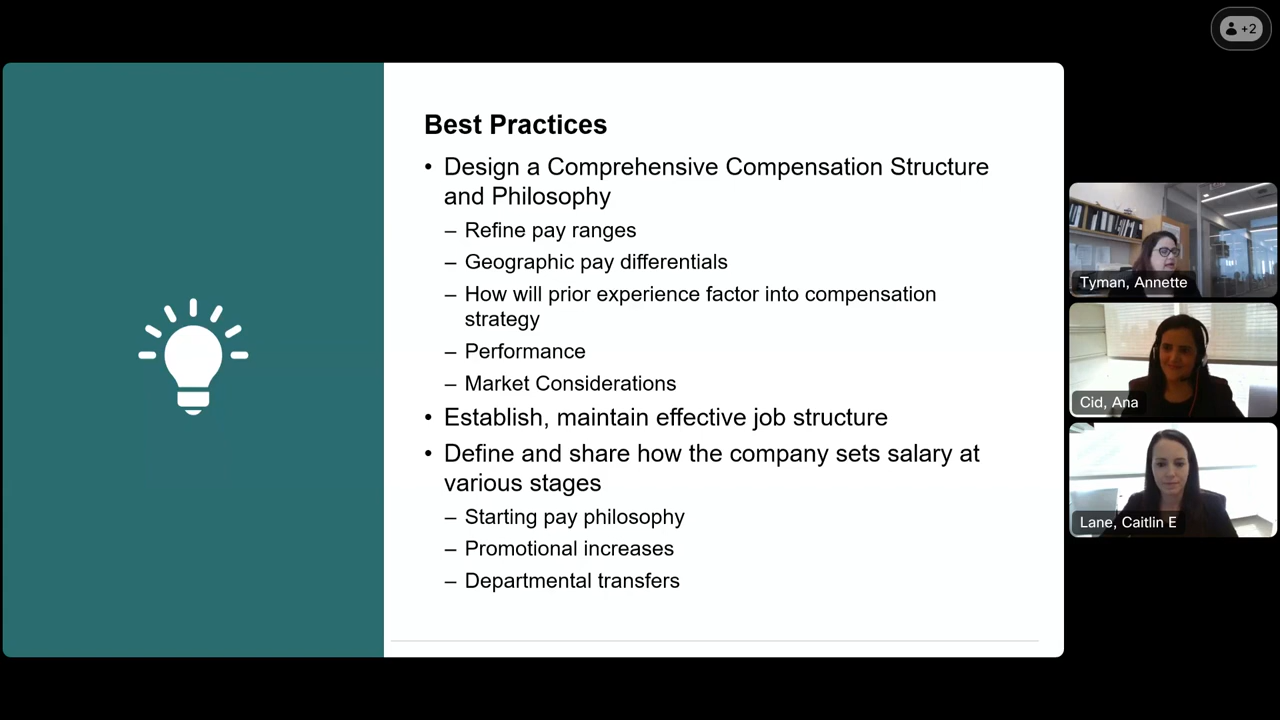 +2
Best Practices
• Design a Comprehensive Compensation Structure
and Philosophy
– Refine pay ranges
– Geographic pay differentials
– How will prior experience factor into compensation
strategy
– Performance
– Market Considerations
• Establish, maintain effective job structure
• Define and share how the company sets salary at
various stages
– Starting pay philosophy
– Promotional increases
– Departmental transfers
Tyman, Annette
Cid, Ana
Lane, Caitlin E